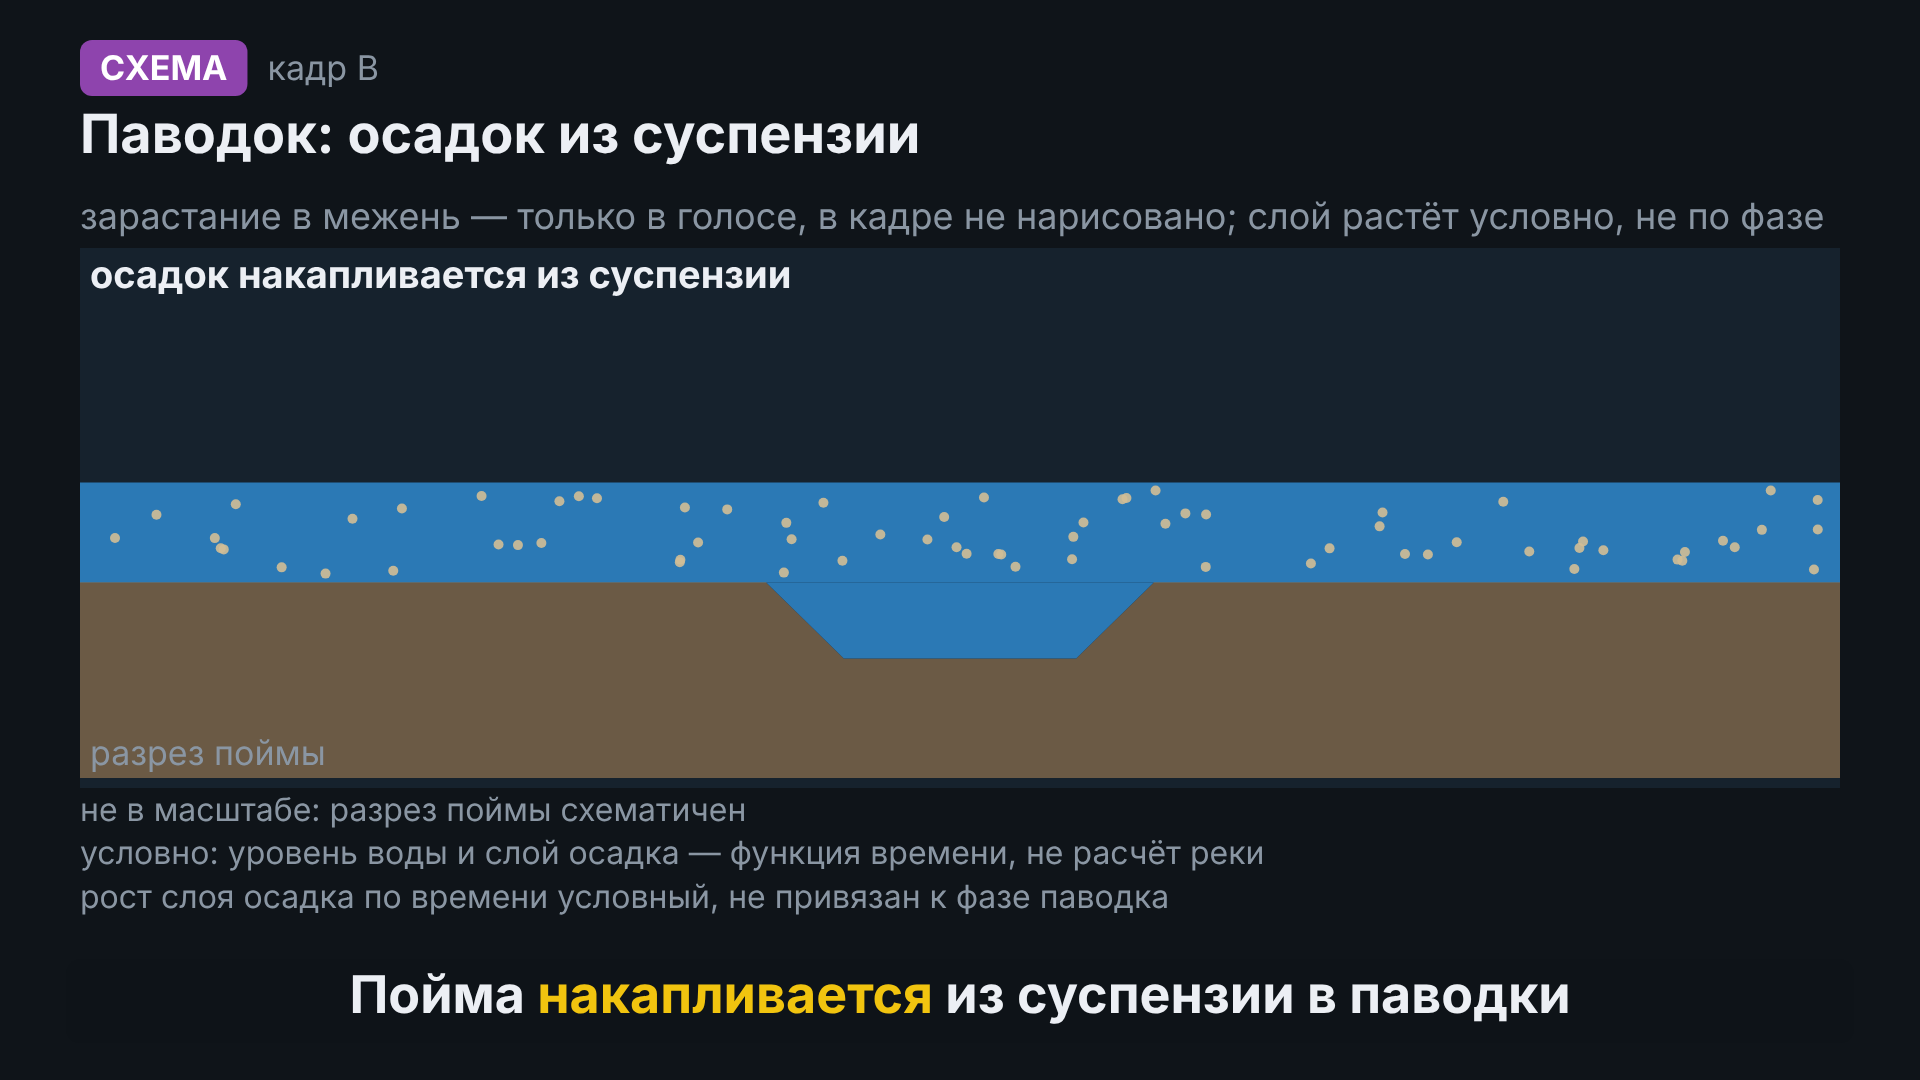 СХЕМА кадр В
Паводок: осадок из суспензии
зарастание в межень — только в голосе, в кадре не нарисовано; слой растёт условно, не по фазе
осадок накапливается из суспензии
разрез поймы
не в масштабе: разрез поймы схематичен
условно: уровень воды и слой осадка — функция времени, не расчёт реки
рост слоя осадка по времени условный, не привязан к фазе паводка
Пойма накапливается из суспензии в паводки